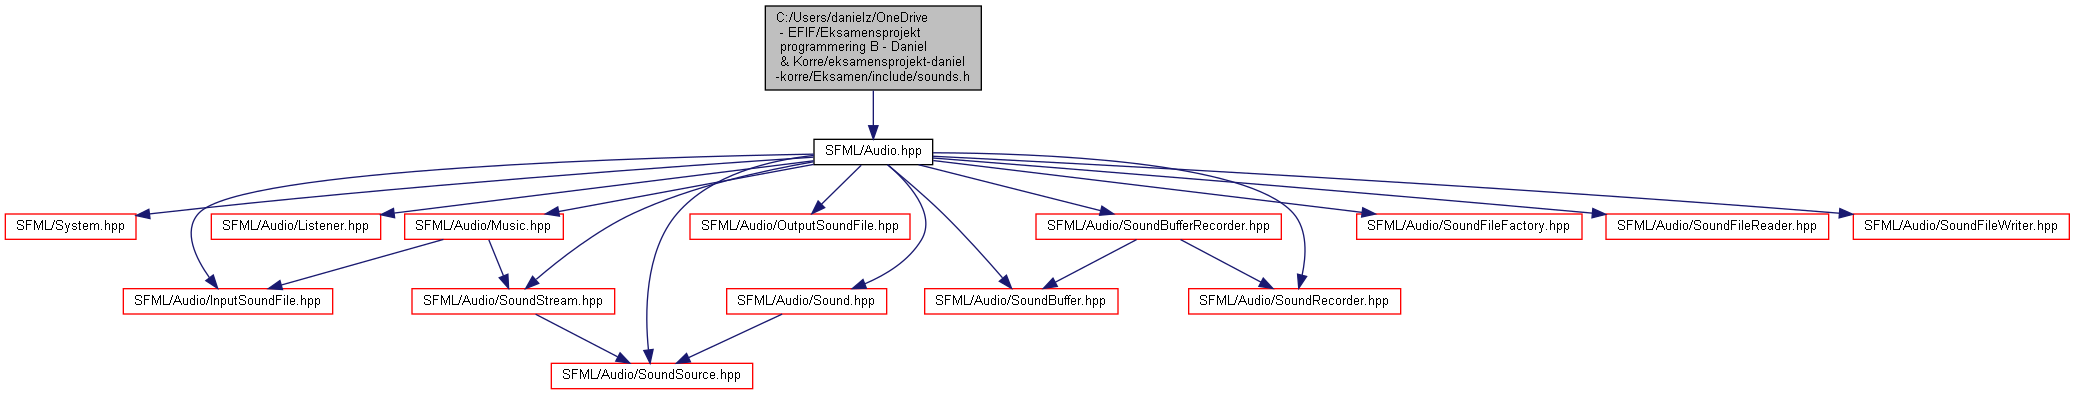 C:/Users/danielz/OneDrive
- EFIF/Eksamensprojekt
programmering B - Daniel
& Korre/eksamensprojekt-daniel
-korre/Eksamen/include/sounds.h
SFML/Audio.hpp
SFML/System.hpp
SFML/Audio/Listener.hpp
SFML/Audio/Music.hpp
SFML/Audio/OutputSoundFile.hpp
SFML/Audio/SoundBufferRecorder.hpp
SFML/Audio/SoundFileFactory.hpp
SFML/Audio/SoundFileReader.hpp
SFML/Audio/SoundFileWriter.hpp
SFML/Audio/InputSoundFile.hpp
SFML/Audio/SoundStream.hpp
SFML/Audio/Sound.hpp
SFML/Audio/SoundBuffer.hpp
SFML/Audio/SoundRecorder.hpp
SFML/Audio/SoundSource.hpp